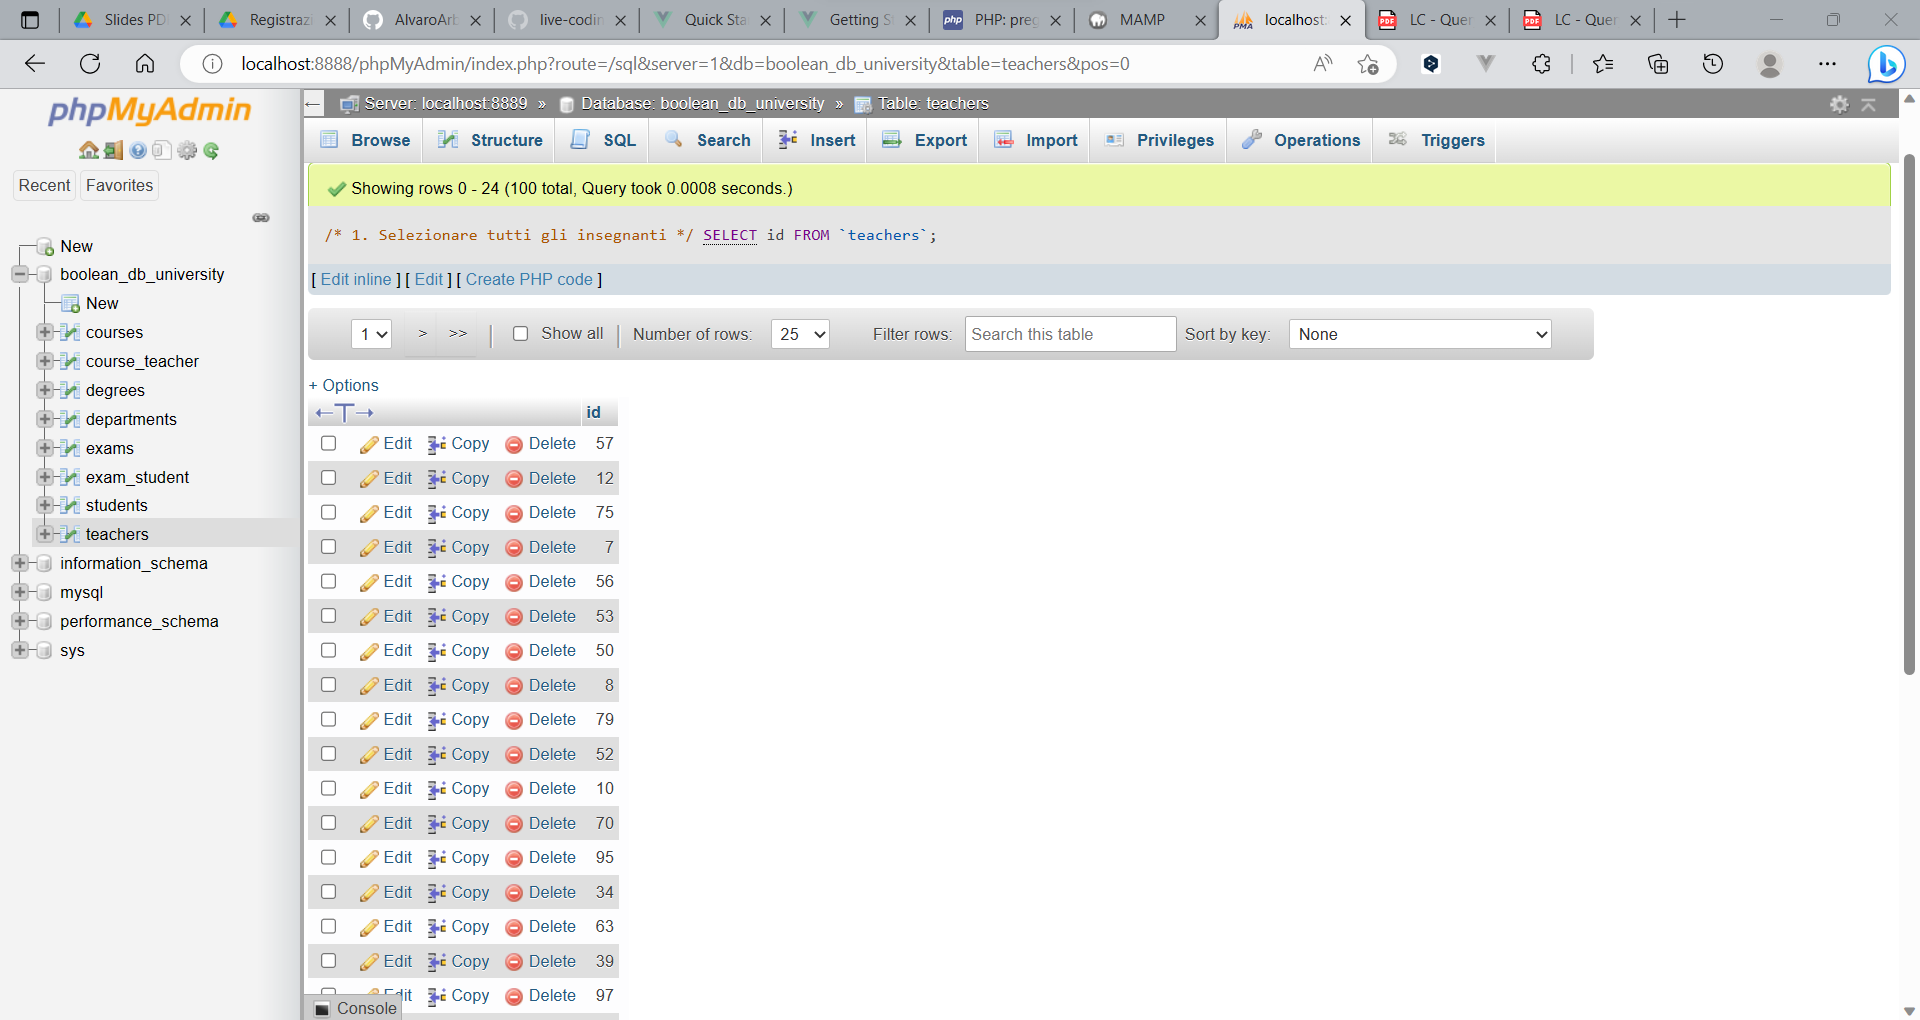 Slides PD
Registrazi
AlvaroArb
live-codin
Quick Sta
Getting S
php
PHP: preg
MAMP
PMA
localhost:
PDF
LC - Quer
PDF
LC - Quer
localhost:8888/phpMyAdmin/index.php?route=/sql&server=1&db=boolean_db_university&table=teachers&pos=0
phpMyAdmin
Recent
Favorites
New
boolean_db_university
New
courses
course_teacher
degrees
departments
exams
exam_student
students
teachers
information_schema
mysql
performance_schema
sys
Server: localhost:8889 » Database: boolean_db_university » Table: teachers
Browse Structure SQL Search Insert Export Import Privileges Operations Triggers
Showing rows 0 - 24 (100 total, Query took 0.0008 seconds.)
/* 1. Selezionare tutti gli insegnanti */ SELECT id FROM `teachers`;
[ Edit inline ] [ Edit ] [ Create PHP code ]
1 > >> | Show all | Number of rows: 25 Filter rows: Search this table Sort by key: None
+ Options
←T→ id
Edit Copy Delete 57
Edit Copy Delete 12
Edit Copy Delete 75
Edit Copy Delete 7
Edit Copy Delete 56
Edit Copy Delete 53
Edit Copy Delete 50
Edit Copy Delete 8
Edit Copy Delete 79
Edit Copy Delete 52
Edit Copy Delete 10
Edit Copy Delete 70
Edit Copy Delete 95
Edit Copy Delete 34
Edit Copy Delete 63
Edit Copy Delete 39
Edit Copy Delete 97
Console